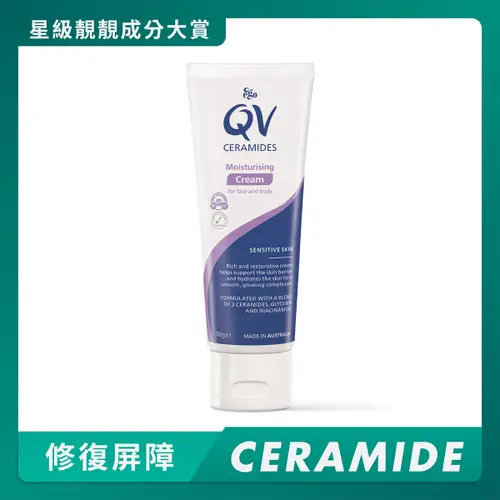 星級靚靚成分大賞
ego
QV
CERAMIDES
Moisturising
Cream
for face and body
SENSITIVE SKIN
Rich and restorative cream
helps support the skin barrier
and hydrates the skin for a
smooth, glowing complexion
FORMULATED WITH A BLEND
OF 3 CERAMIDES, GLYCERIN
AND NIACINAMIDE
100g ℮
MADE IN AUSTRALIA
修復屏障
CERAMIDE